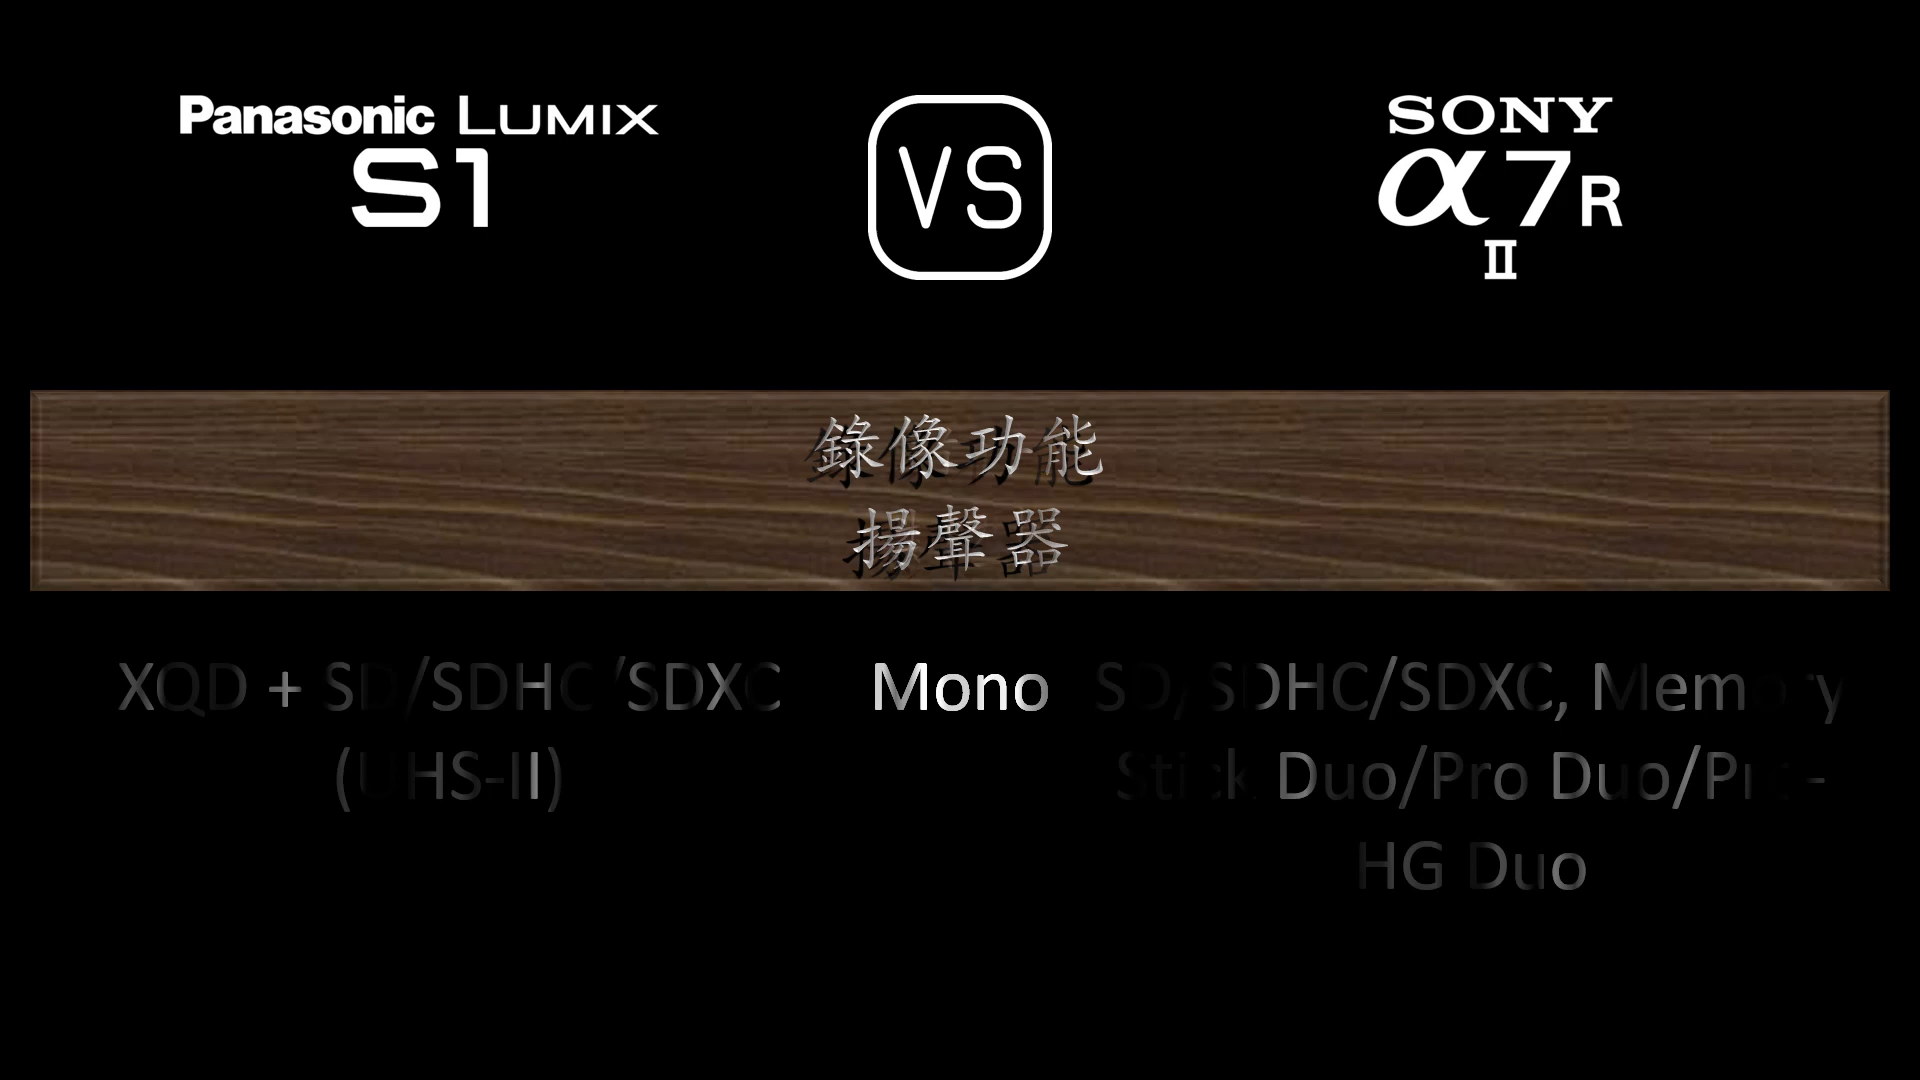 Panasonic LUMIX
S1
VS
SONY
α7R
II
錄像功能
揚聲器
XQD + SD/SDHC/SDXC
(UHS-II)
Mono
SD/SDHC/SDXC, Memory
Stick Duo/Pro Duo/Pro-
HG Duo